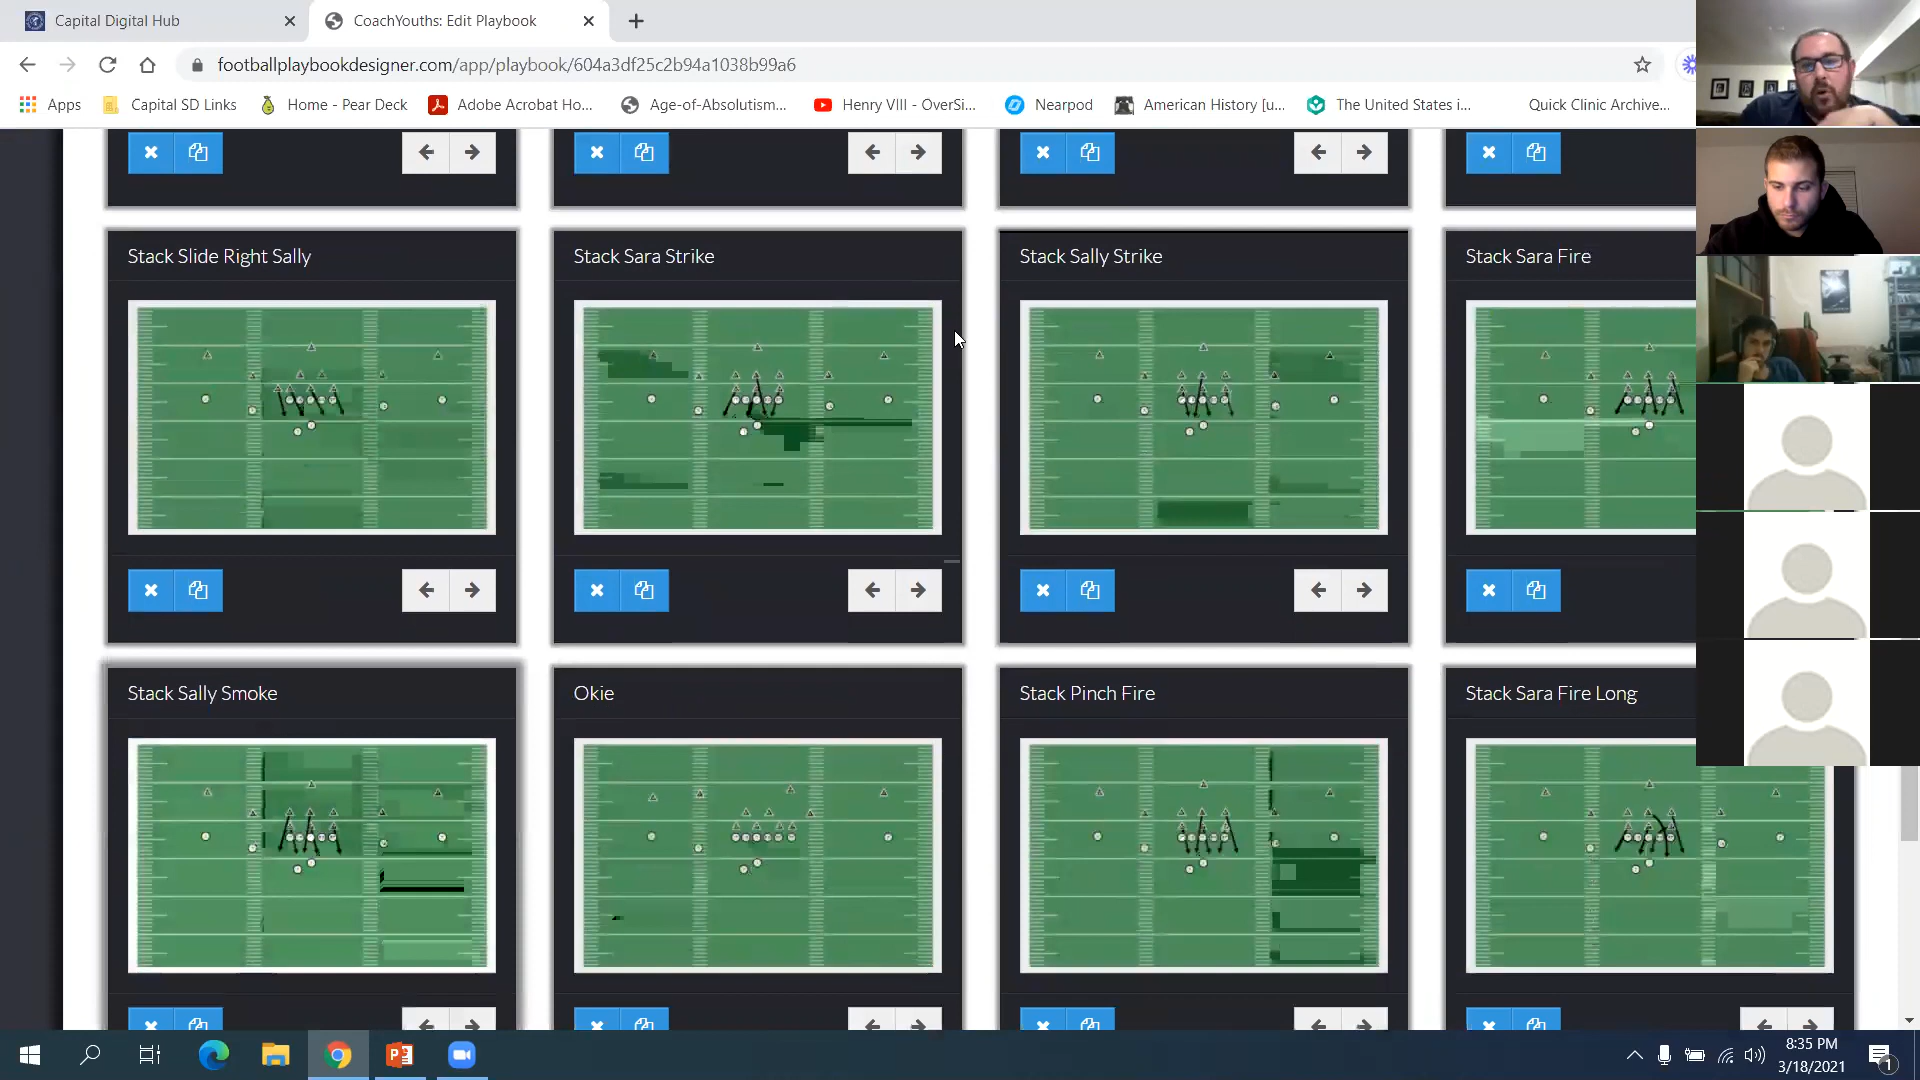 Capital Digital Hub
CoachYouths: Edit Playbook
footballplaybookdesigner.com/app/playbook/604a3df25c2b94a1038b99a6
Apps
Capital SD Links
Home - Pear Deck
Adobe Acrobat Ho...
Age-of-Absolutism...
Henry VIII - OverSi...
Nearpod
American History [u...
The United States i...
Quick Clinic Archive...
Stack Slide Right Sally
Stack Sara Strike
Stack Sally Strike
Stack Sara Fire
Stack Sally Smoke
Okie
Stack Pinch Fire
Stack Sara Fire Long
8:35 PM
3/18/2021
1